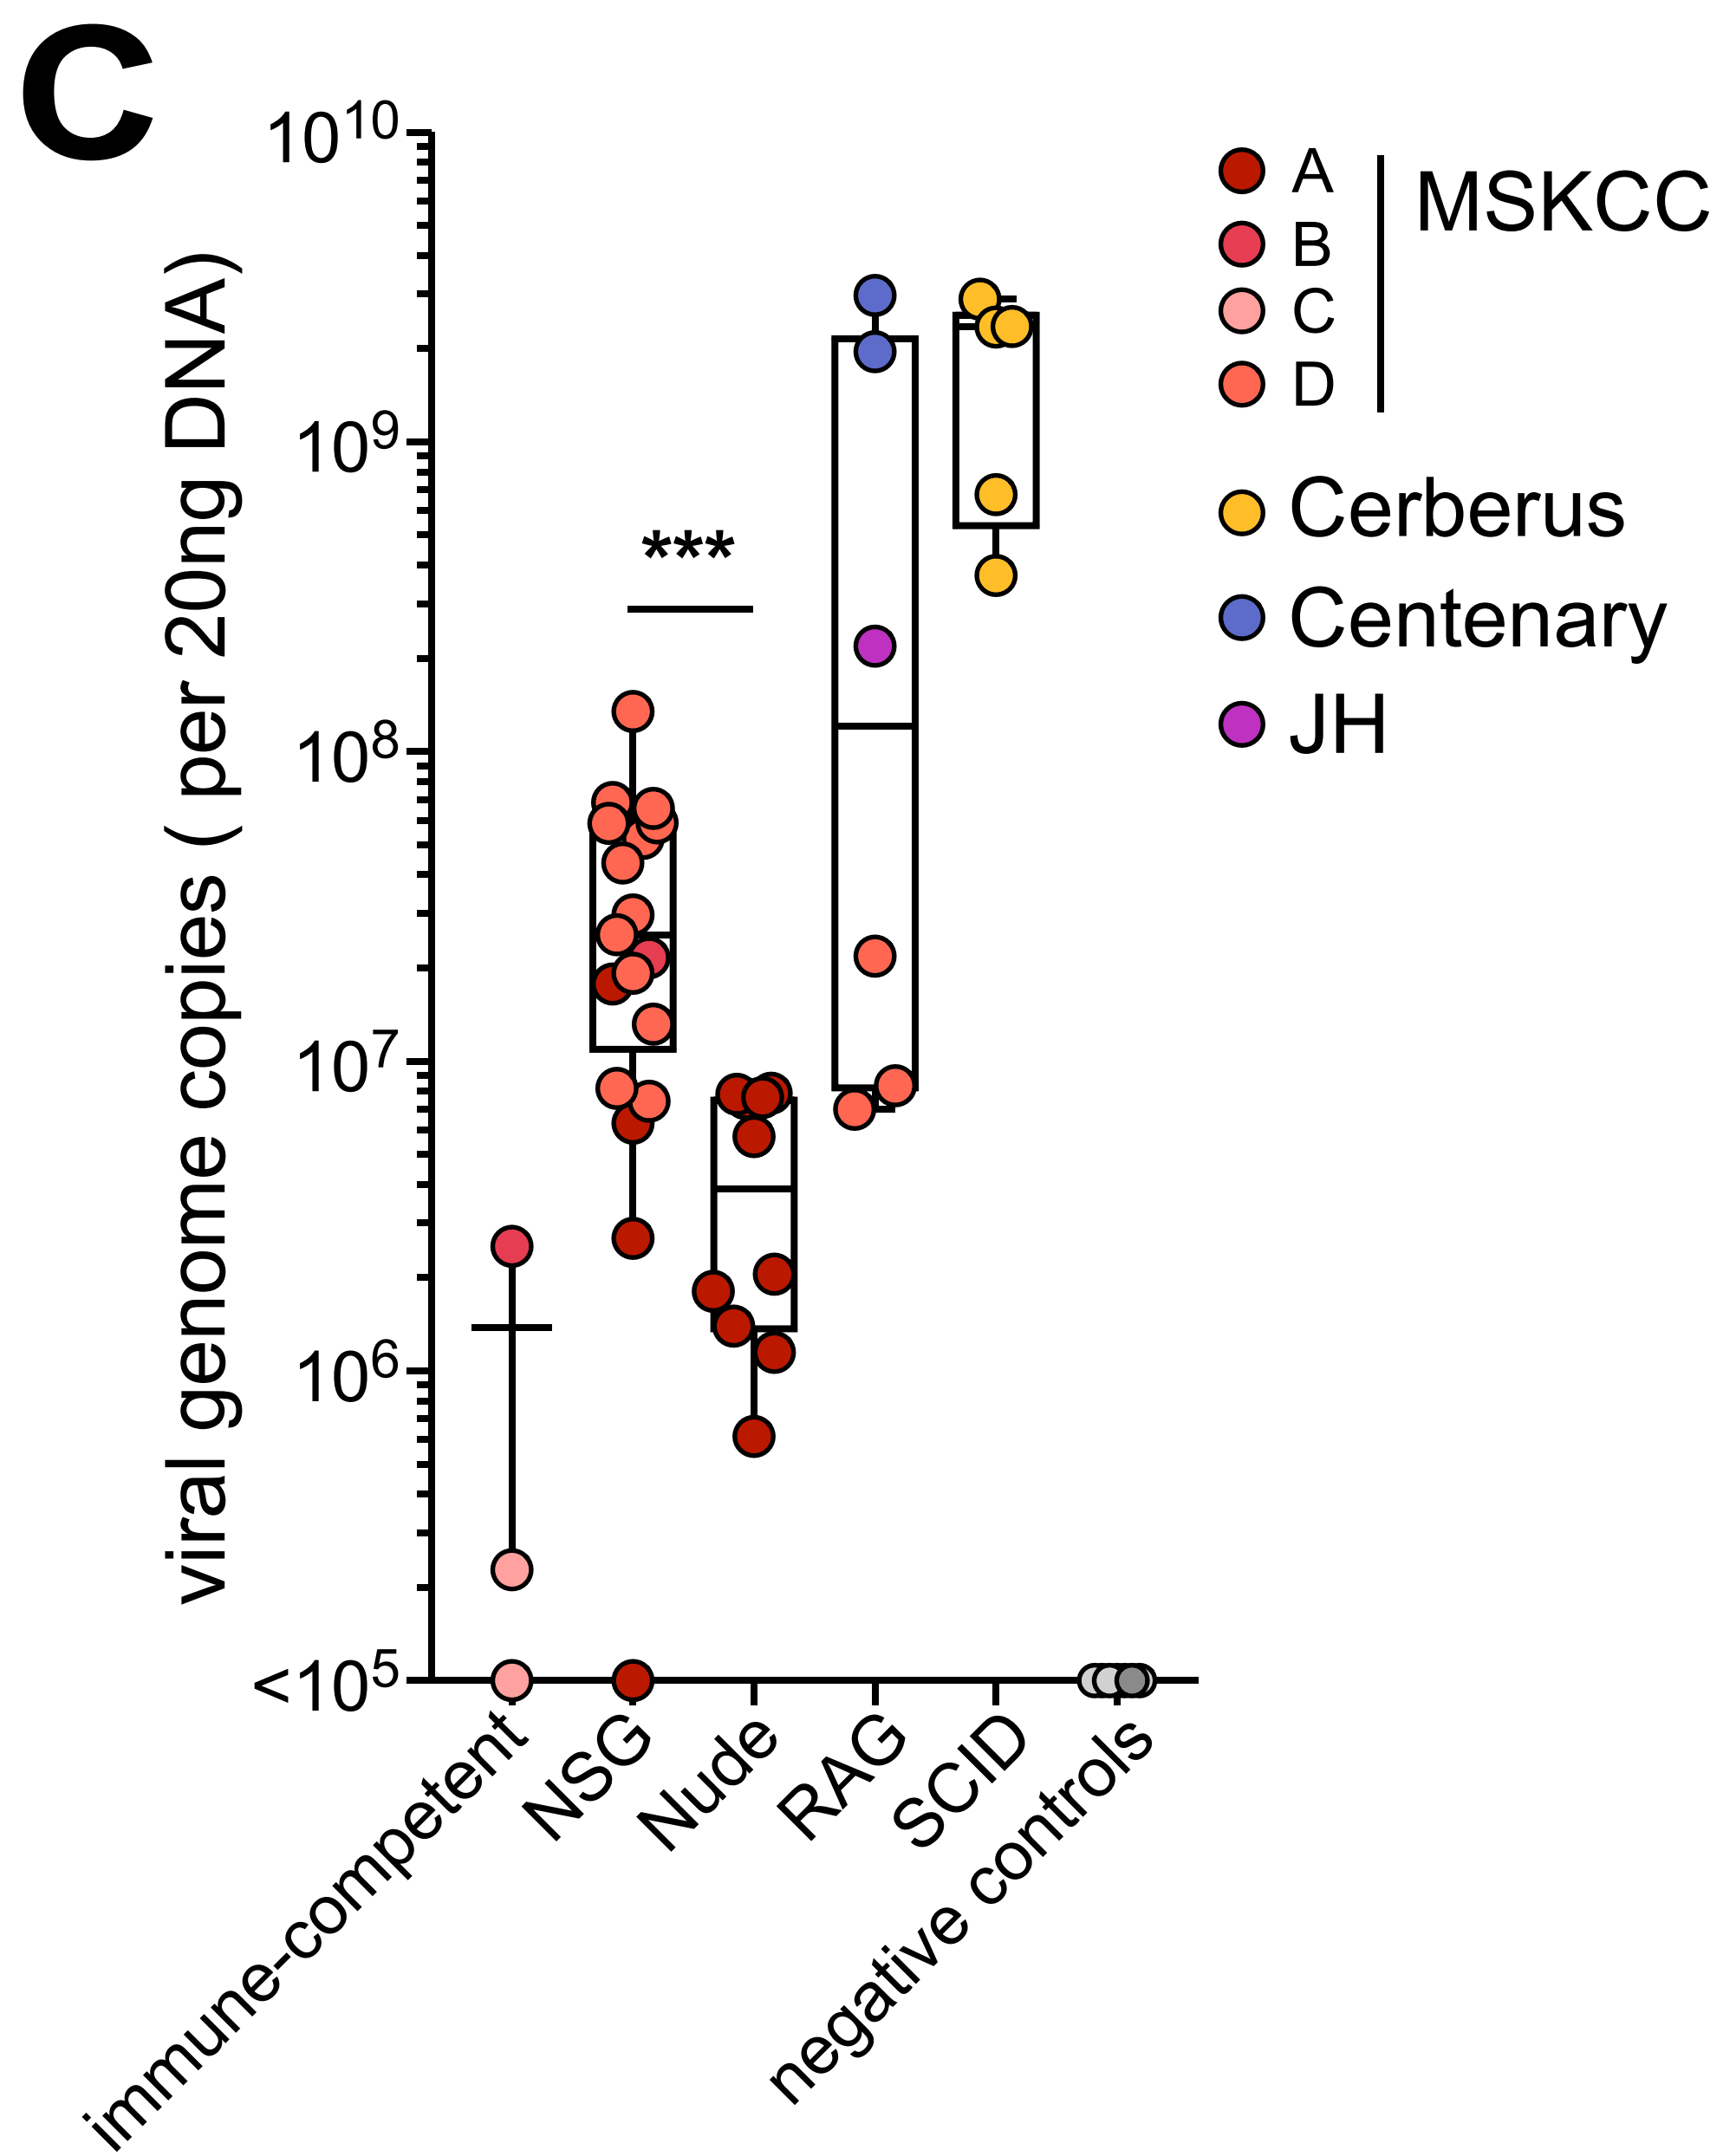 C
viral genome copies ( per 20ng DNA)
10^10
10^9
10^8
10^7
10^6
<10^5
***
A
B
C
D
MSKCC
Cerberus
Centenary
JH
immune-competent
NSG
Nude
RAG
SCID
negative controls